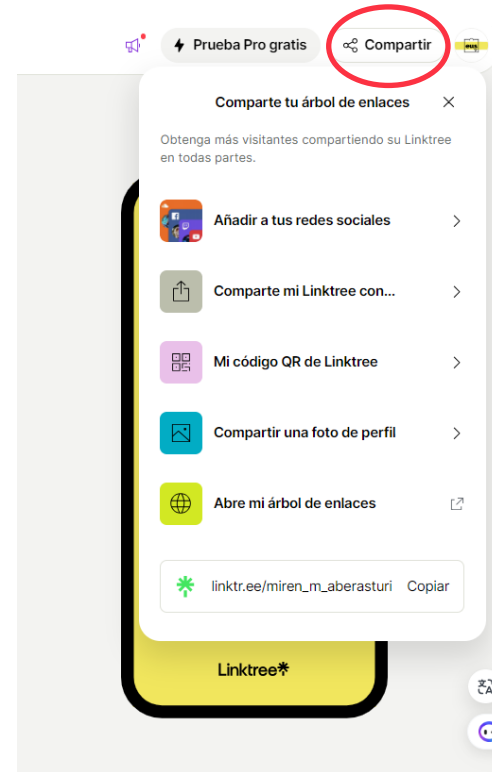 Prueba Pro gratis
Compartir
eus
Comparte tu árbol de enlaces
Obtenga más visitantes compartiendo su Linktree
en todas partes.
Añadir a tus redes sociales
Comparte mi Linktree con...
Mi código QR de Linktree
Compartir una foto de perfil
Abre mi árbol de enlaces
linktr.ee/miren_m_aberasturi Copiar
Linktree